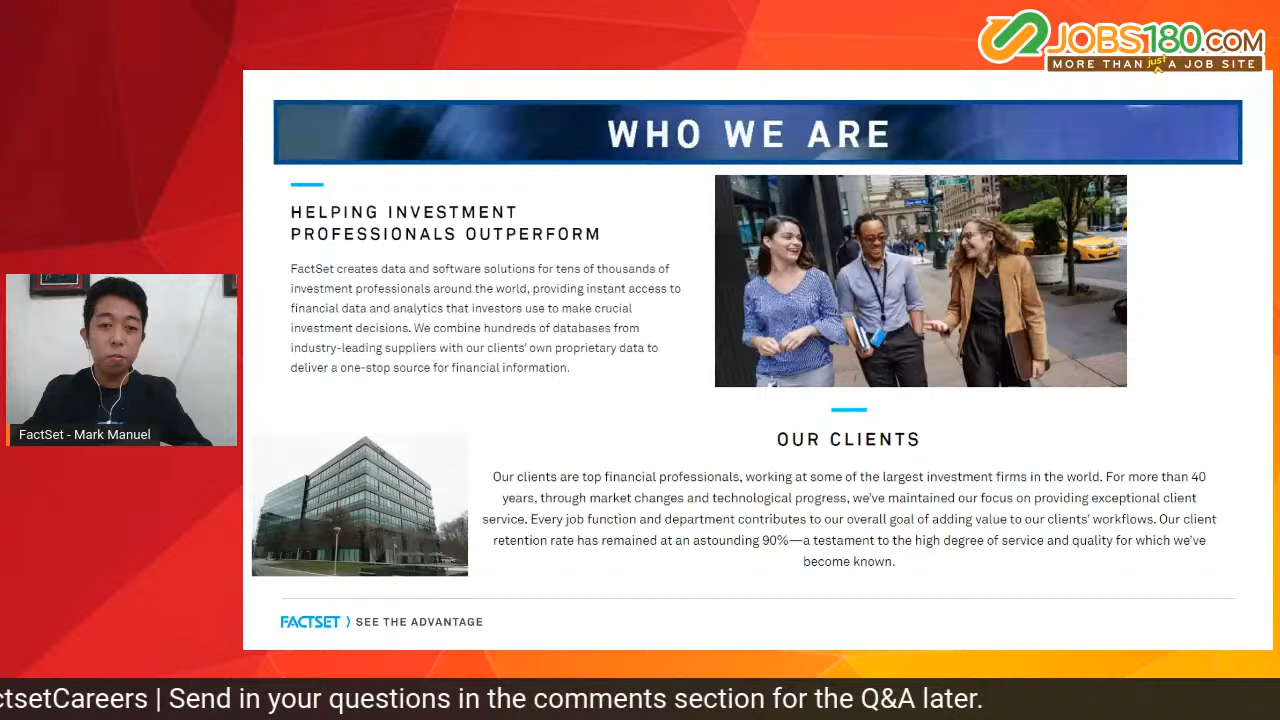 JOBS180.COM
MORE THAN just A JOB SITE
WHO WE ARE
HELPING INVESTMENT
PROFESSIONALS OUTPERFORM
FactSet creates data and software solutions for tens of thousands of
investment professionals around the world, providing instant access to
financial data and analytics that investors use to make crucial
investment decisions. We combine hundreds of databases from
industry-leading suppliers with our clients' own proprietary data to
deliver a one-stop source for financial information.
FactSet - Mark Manuel
OUR CLIENTS
Our clients are top financial professionals, working at some of the largest investment firms in the world. For more than 40
years, through market changes and technological progress, we've maintained our focus on providing exceptional client
service. Every job function and department contributes to our overall goal of adding value to our clients' workflows. Our client
retention rate has remained at an astounding 90%—a testament to the high degree of service and quality for which we've
become known.
FACTSET ⟩ SEE THE ADVANTAGE
ctsetCareers | Send in your questions in the comments section for the Q&A later.